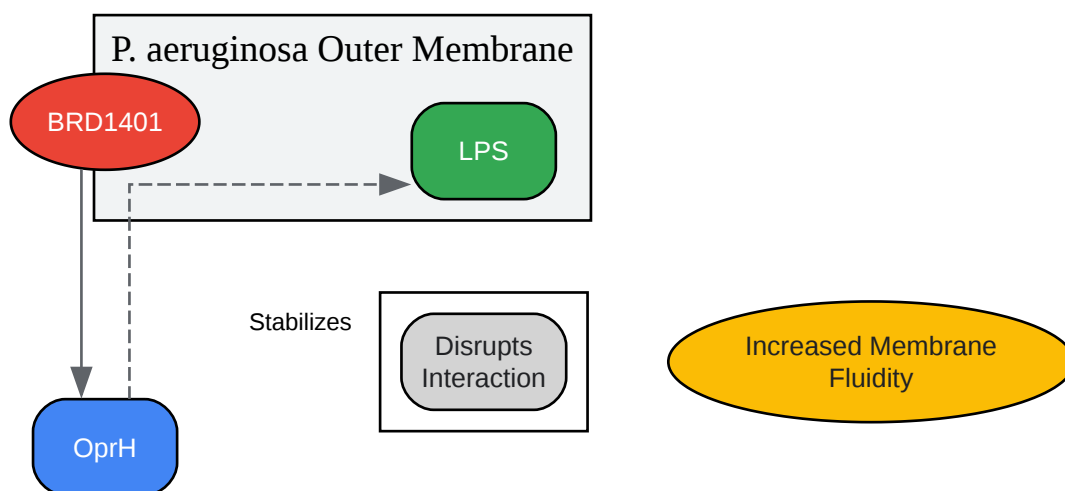 P. aeruginosa Outer Membrane
BRD1401
LPS
Stabilizes
Disrupts
Interaction
Increased Membrane
Fluidity
OprH